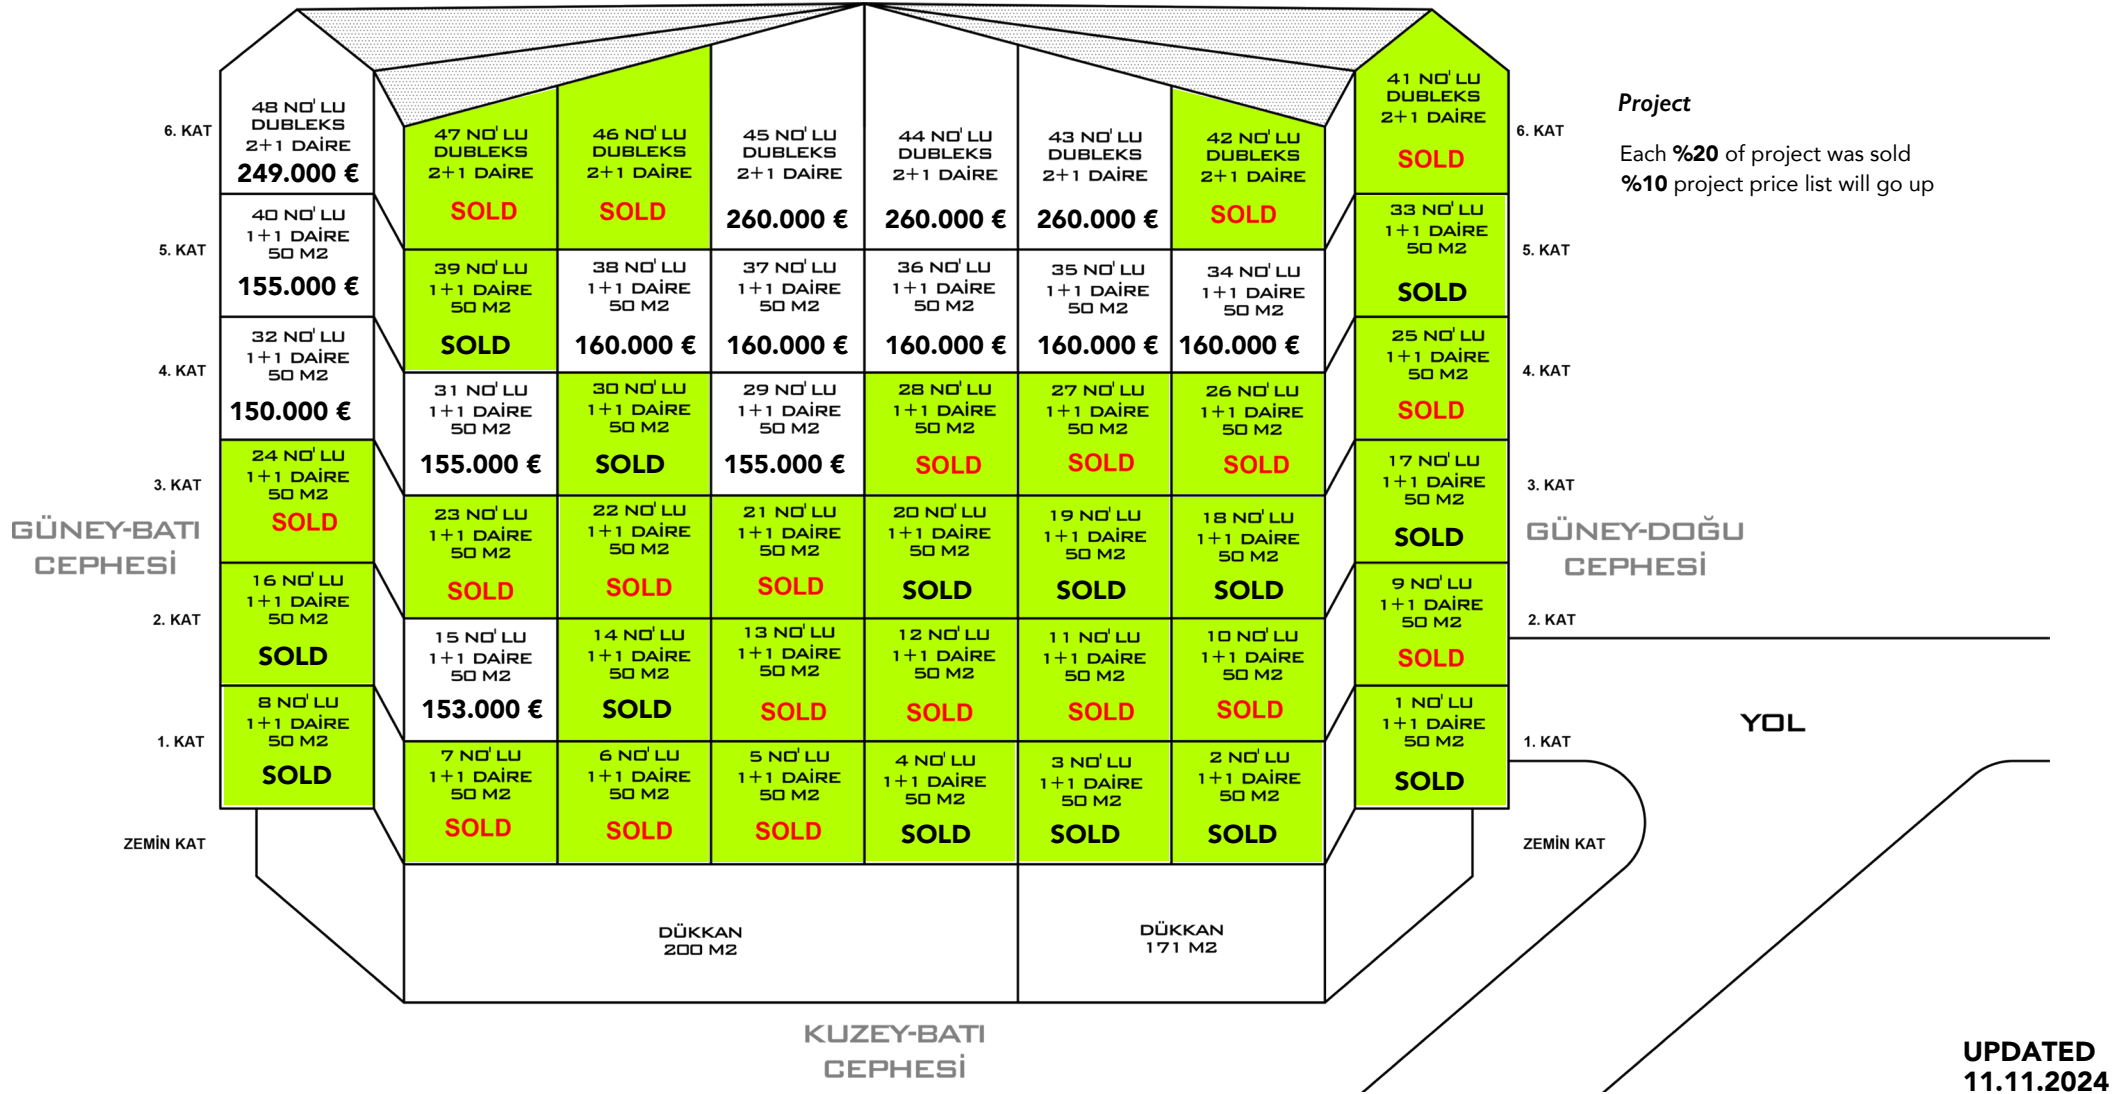 6. KAT
5. KAT
4. KAT
3. KAT
2. KAT
1. KAT
ZEMİN KAT
GÜNEY-BATI
CEPHESİ
48 NO' LU
DUBLEKS
2+1 DAİRE
249.000 €
40 NO' LU
1+1 DAİRE
50 M2
155.000 €
32 NO' LU
1+1 DAİRE
50 M2
150.000 €
24 NO' LU
1+1 DAİRE
50 M2
SOLD
16 NO' LU
1+1 DAİRE
50 M2
SOLD
8 NO' LU
1+1 DAİRE
50 M2
SOLD
47 NO' LU
DUBLEKS
2+1 DAİRE
SOLD
46 NO' LU
DUBLEKS
2+1 DAİRE
SOLD
45 NO' LU
DUBLEKS
2+1 DAİRE
260.000 €
44 NO' LU
DUBLEKS
2+1 DAİRE
260.000 €
43 NO' LU
DUBLEKS
2+1 DAİRE
260.000 €
42 NO' LU
DUBLEKS
2+1 DAİRE
SOLD
39 NO' LU
1+1 DAİRE
50 M2
SOLD
38 NO' LU
1+1 DAİRE
50 M2
160.000 €
37 NO' LU
1+1 DAİRE
50 M2
160.000 €
36 NO' LU
1+1 DAİRE
50 M2
160.000 €
35 NO' LU
1+1 DAİRE
50 M2
160.000 €
34 NO' LU
1+1 DAİRE
50 M2
160.000 €
31 NO' LU
1+1 DAİRE
50 M2
155.000 €
30 NO' LU
1+1 DAİRE
50 M2
SOLD
29 NO' LU
1+1 DAİRE
50 M2
155.000 €
28 NO' LU
1+1 DAİRE
50 M2
SOLD
27 NO' LU
1+1 DAİRE
50 M2
SOLD
26 NO' LU
1+1 DAİRE
50 M2
SOLD
23 NO' LU
1+1 DAİRE
50 M2
SOLD
22 NO' LU
1+1 DAİRE
50 M2
SOLD
21 NO' LU
1+1 DAİRE
50 M2
SOLD
20 NO' LU
1+1 DAİRE
50 M2
SOLD
19 NO' LU
1+1 DAİRE
50 M2
SOLD
18 NO' LU
1+1 DAİRE
50 M2
SOLD
15 NO' LU
1+1 DAİRE
50 M2
153.000 €
14 NO' LU
1+1 DAİRE
50 M2
SOLD
13 NO' LU
1+1 DAİRE
50 M2
SOLD
12 NO' LU
1+1 DAİRE
50 M2
SOLD
11 NO' LU
1+1 DAİRE
50 M2
SOLD
10 NO' LU
1+1 DAİRE
50 M2
SOLD
7 NO' LU
1+1 DAİRE
50 M2
SOLD
6 NO' LU
1+1 DAİRE
50 M2
SOLD
5 NO' LU
1+1 DAİRE
50 M2
SOLD
4 NO' LU
1+1 DAİRE
50 M2
SOLD
3 NO' LU
1+1 DAİRE
50 M2
SOLD
2 NO' LU
1+1 DAİRE
50 M2
SOLD
DÜKKAN
200 M2
DÜKKAN
171 M2
KUZEY-BATI
CEPHESİ
41 NO' LU
DUBLEKS
2+1 DAİRE
SOLD
33 NO' LU
1+1 DAİRE
50 M2
SOLD
25 NO' LU
1+1 DAİRE
50 M2
SOLD
17 NO' LU
1+1 DAİRE
50 M2
SOLD
9 NO' LU
1+1 DAİRE
50 M2
SOLD
1 NO' LU
1+1 DAİRE
50 M2
SOLD
6. KAT
5. KAT
4. KAT
3. KAT
2. KAT
1. KAT
ZEMİN KAT
GÜNEY-DOĞU
CEPHESİ
Project
Each %20 of project was sold
%10 project price list will go up
YOL
UPDATED
11.11.2024